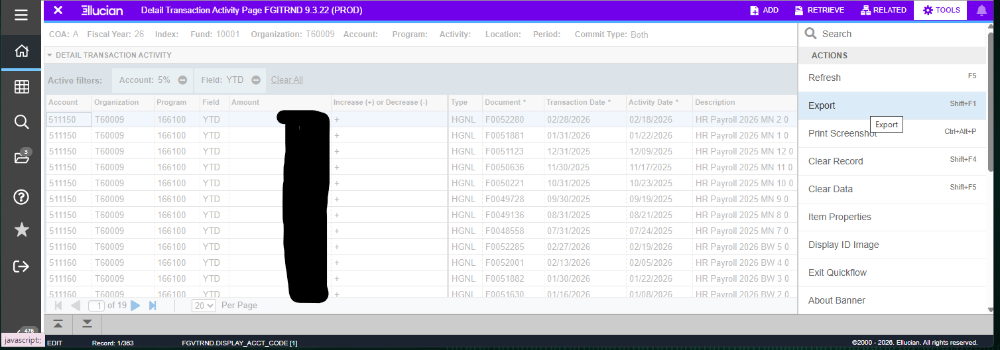 Ellucian Detail Transaction Activity Page FGITRND 9.3.22 (PROD) ADD RETRIEVE RELATED TOOLS
COA: A Fiscal Year: 26 Index: Fund: 10001 Organization: T60009 Account: Program: Activity: Location: Period: Commit Type: Both
DETAIL TRANSACTION ACTIVITY
Active filters: Account: 5% Field: YTD Clear All
Account Organization Program Field Amount Increase (+) or Decrease (-) Type Document * Transaction Date * Activity Date * Description
511150 T60009 166100 YTD + HGNL F0052280 02/28/2026 02/18/2026 HR Payroll 2026 MN 2 0
511150 T60009 166100 YTD + HGNL F0051881 01/31/2026 01/22/2026 HR Payroll 2026 MN 1 0
511150 T60009 166100 YTD + HGNL F0051123 12/31/2025 12/09/2025 HR Payroll 2025 MN 12 0
511150 T60009 166100 YTD + HGNL F0050636 11/30/2025 11/17/2025 HR Payroll 2025 MN 11 0
511150 T60009 166100 YTD + HGNL F0050221 10/31/2025 10/23/2025 HR Payroll 2025 MN 10 0
511150 T60009 166100 YTD + HGNL F0049728 09/30/2025 09/19/2025 HR Payroll 2025 MN 9 0
511150 T60009 166100 YTD + HGNL F0049136 08/31/2025 08/21/2025 HR Payroll 2025 MN 8 0
511150 T60009 166100 YTD + HGNL F0048558 07/31/2025 07/24/2025 HR Payroll 2025 MN 7 0
511160 T60009 166100 YTD + HGNL F0052285 02/27/2026 02/19/2026 HR Payroll 2026 BW 5 0
511160 T60009 166100 YTD + HGNL F0052001 02/13/2026 02/05/2026 HR Payroll 2026 BW 4 0
511160 T60009 166100 YTD + HGNL F0051882 01/30/2026 01/22/2026 HR Payroll 2026 BW 3 0
511160 T60009 166100 YTD + HGNL F0051630 01/16/2026 01/08/2026 HR Payroll 2026 BW 2 0
1 of 19 20 Per Page
Search
ACTIONS
Refresh F5
Export Shift+F1
Export
Print Screenshot Ctrl+Alt+P
Clear Record Shift+F4
Clear Data Shift+F5
Item Properties
Display ID Image
Exit Quickflow
About Banner
3
476
javascript:;
EDIT Record: 1/363 FGVTRND.DISPLAY_ACCT_CODE [1] ©2000 - 2026. Ellucian. All rights reserved.